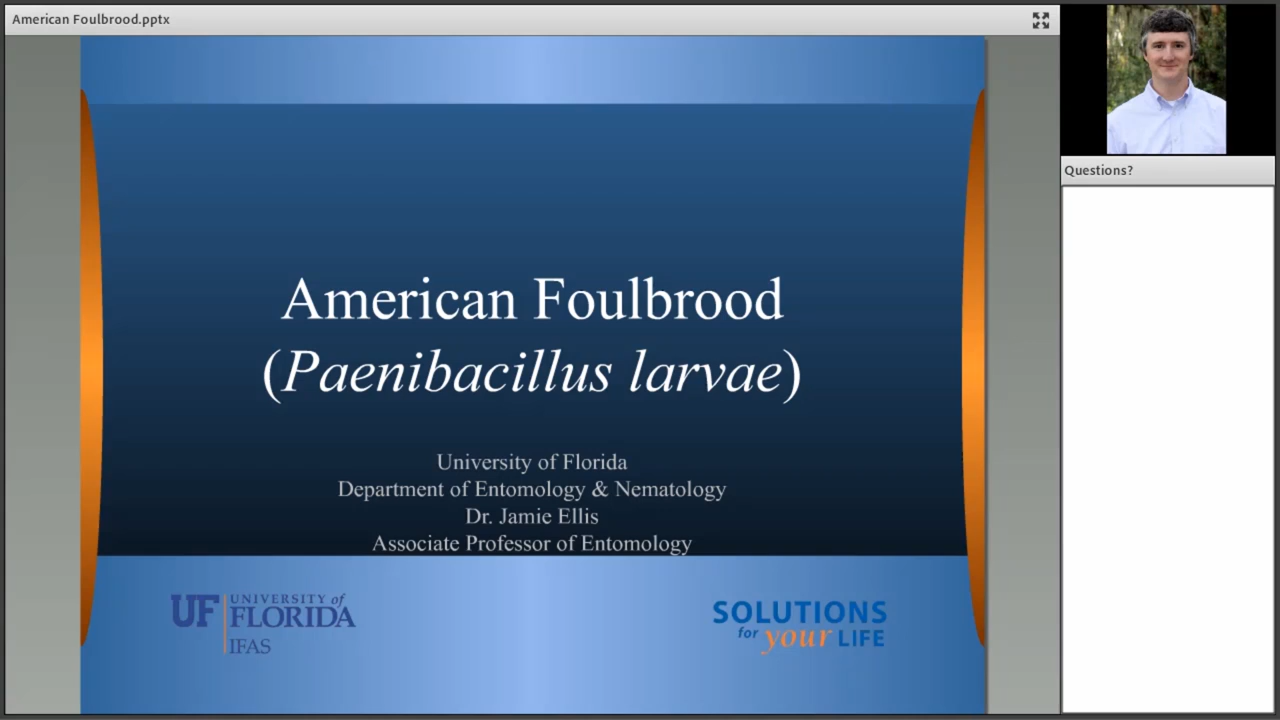 American Foulbrood.pptx
American Foulbrood
(Paenibacillus larvae)
University of Florida
Department of Entomology & Nematology
Dr. Jamie Ellis
Associate Professor of Entomology
UF UNIVERSITY of
FLORIDA
IFAS
SOLUTIONS
for your LIFE
Questions?